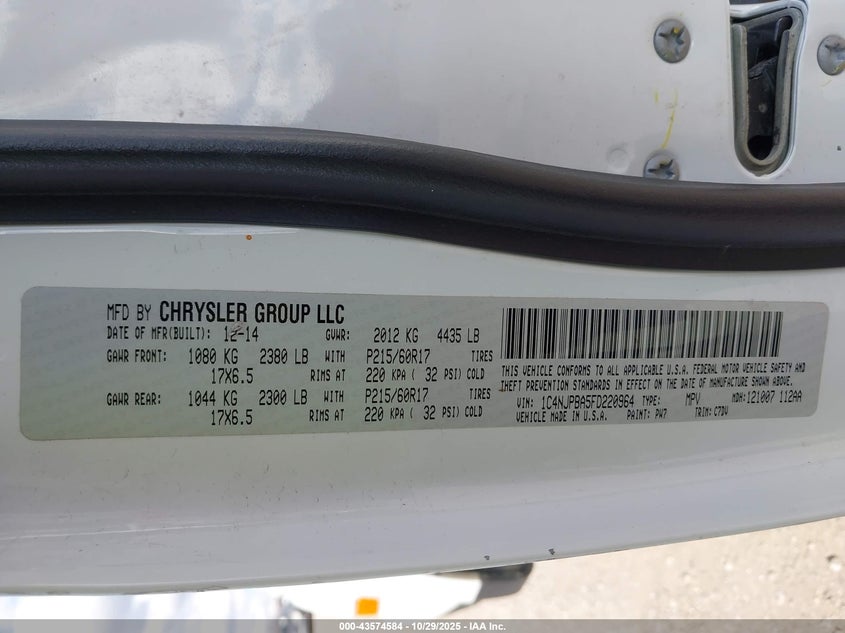 MFD BY CHRYSLER GROUP LLC
DATE OF MFR(BUILT): 12-14 GVWR: 2012 KG 4435 LB
GAWR FRONT: 1080 KG 2380 LB WITH P215/60R17 TIRES
17X6.5 RIMS AT 220 KPA ( 32 PSI) COLD
GAWR REAR: 1044 KG 2300 LB WITH P215/60R17 TIRES
17X6.5 RIMS AT 220 KPA ( 32 PSI) COLD
THIS VEHICLE CONFORMS TO ALL APPLICABLE U.S.A. FEDERAL MOTOR VEHICLE SAFETY AND
THEFT PREVENTION STANDARDS IN EFFECT ON THE DATE OF MANUFACTURE SHOWN ABOVE.
VIN: 1C4NJPBA5FD220964 TYPE: MPV MDH:121007 112AA
VEHICLE MADE IN U.S.A. PAINT: PW7 TRIM: C7DV
000-43574584 | 10/29/2025 - IAA Inc.